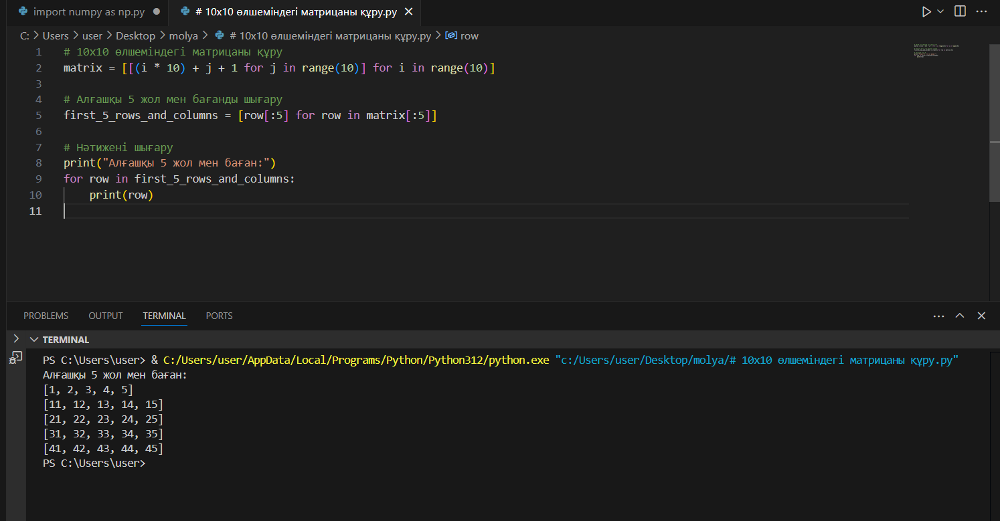 import numpy as np.py ● # 10x10 өлшеміндегі матрицаны құру.py ✕
C: > Users > user > Desktop > molya > # 10x10 өлшеміндегі матрицаны құру.py > row
1 # 10x10 өлшеміндегі матрицаны құру
2 matrix = [[(i * 10) + j + 1 for j in range(10)] for i in range(10)]
3
4 # Алғашқы 5 жол мен бағанды шығару
5 first_5_rows_and_columns = [row[:5] for row in matrix[:5]]
6
7 # Нәтижені шығару
8 print("Алғашқы 5 жол мен баған:")
9 for row in first_5_rows_and_columns:
10     print(row)
11
PROBLEMS OUTPUT TERMINAL PORTS
TERMINAL
PS C:\Users\user> & C:/Users/user/AppData/Local/Programs/Python/Python312/python.exe "c:/Users/user/Desktop/molya/# 10x10 өлшеміндегі матрицаны құру.py"
Алғашқы 5 жол мен баған:
[1, 2, 3, 4, 5]
[11, 12, 13, 14, 15]
[21, 22, 23, 24, 25]
[31, 32, 33, 34, 35]
[41, 42, 43, 44, 45]
PS C:\Users\user>